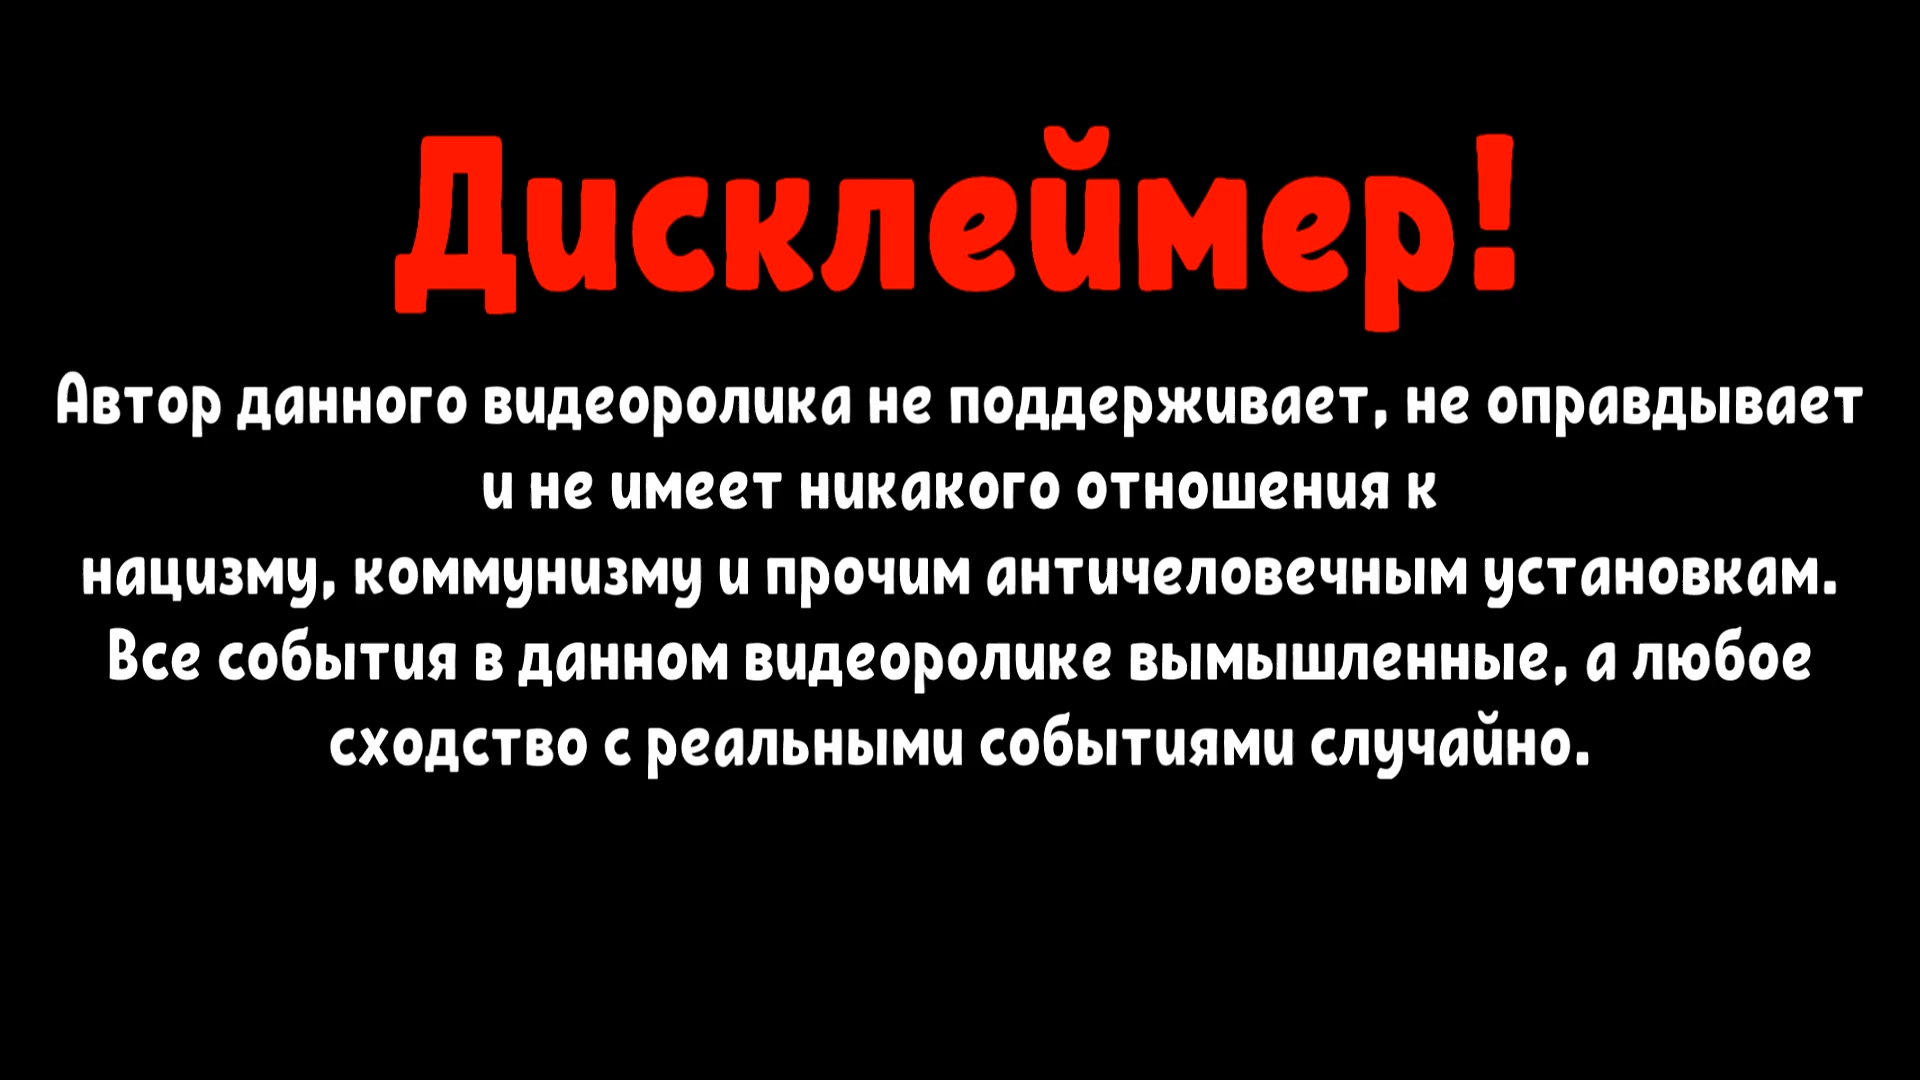 Дисклеймер!
Автор данного видеоролика не поддерживает, не оправдывает
и не имеет никакого отношения к
нацизму, коммунизму и прочим античеловечным установкам.
Все события в данном видеоролике вымышленные, а любое
сходство с реальными событиями случайно.